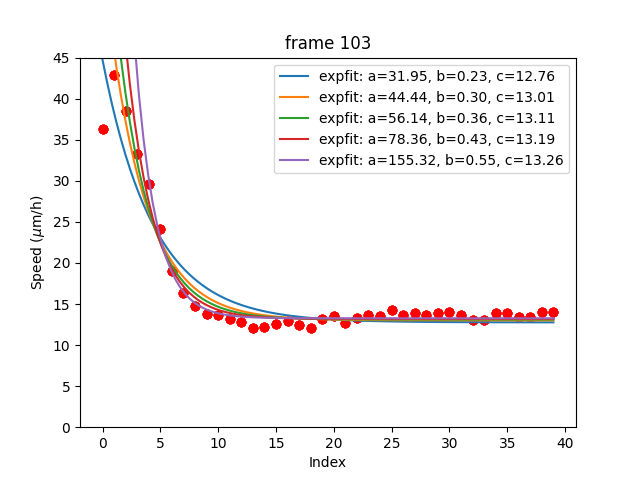 frame 103
expfit: a=31.95, b=0.23, c=12.76
expfit: a=44.44, b=0.30, c=13.01
expfit: a=56.14, b=0.36, c=13.11
expfit: a=78.36, b=0.43, c=13.19
expfit: a=155.32, b=0.55, c=13.26
Speed (μm/h)
45
40
35
30
25
20
15
10
5
0
0 5 10 15 20 25 30 35 40
Index